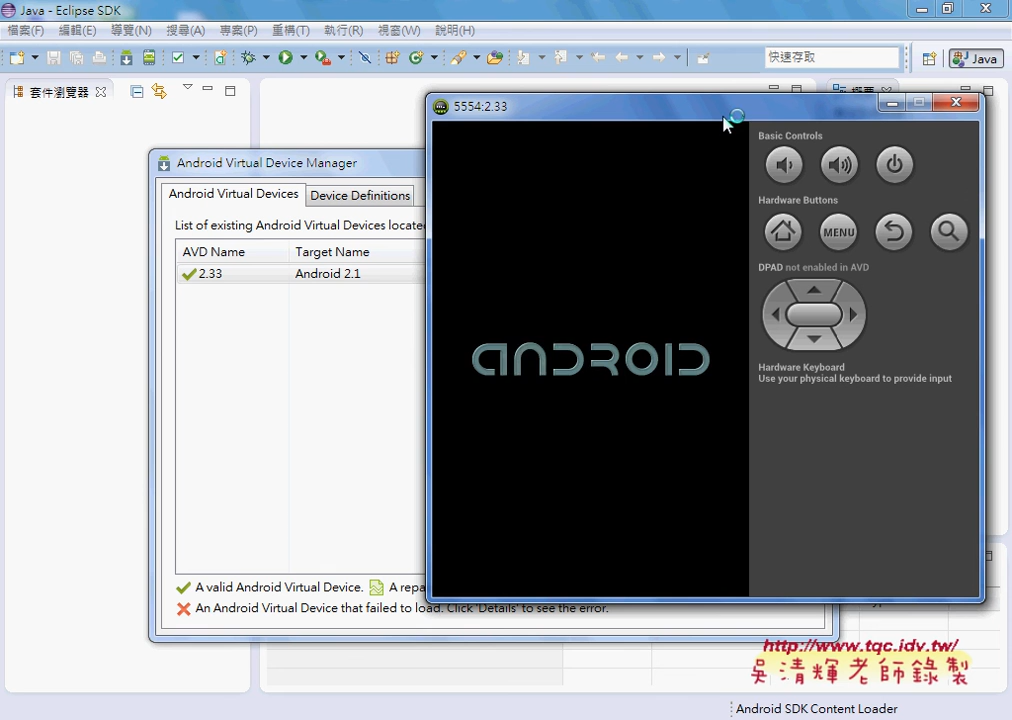 Java - Eclipse SDK
檔案(F) 編輯(E) 導覽(N) 搜尋(A) 專案(P) 重構(T) 執行(R) 視窗(W) 說明(H)
快速存取
Java
套件瀏覽器
5554:2.33
Basic Controls
Hardware Buttons
MENU
DPAD not enabled in AVD
Hardware Keyboard
Use your physical keyboard to provide input
ANDROID
Android Virtual Device Manager
Android Virtual Devices Device Definitions
List of existing Android Virtual Devices locate
AVD Name Target Name
2.33 Android 2.1
A valid Android Virtual Device. A repa
An Android Virtual Device that failed to load. Click 'Details' to see the error.
http://www.tqc.idv.tw/
吳清輝老師錄製
Android SDK Content Loader